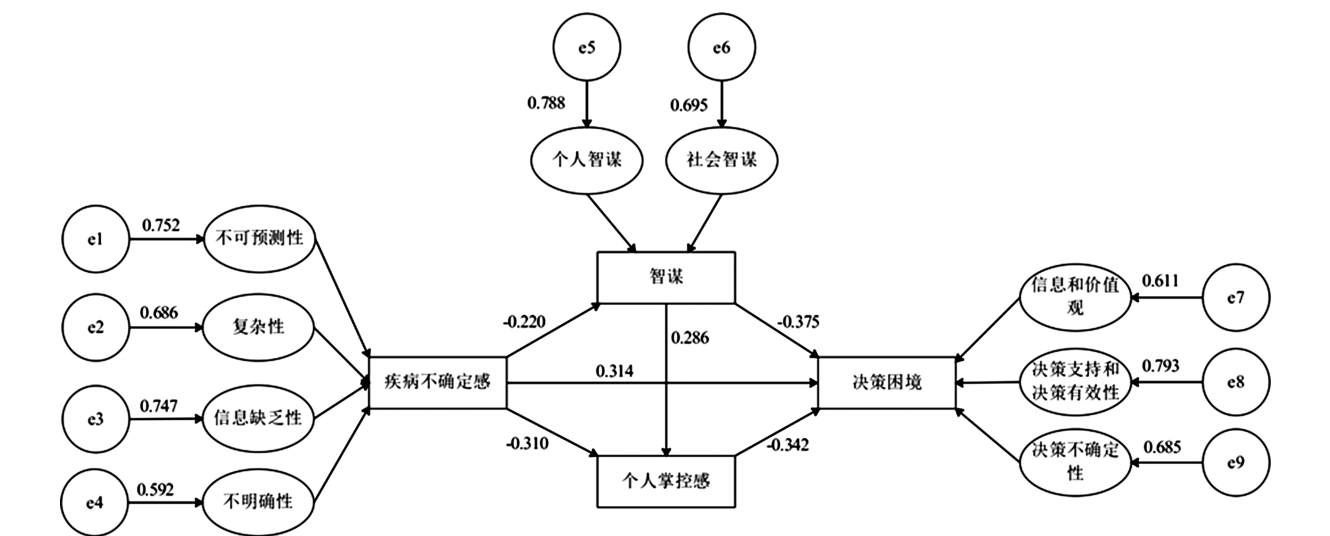 e5
e6
0.788
0.695
个人智谋
社会智谋
e1
0.752
不可预测性
智谋
信息和价值
观
0.611
e7
e2
0.686
复杂性
-0.220
-0.375
0.286
疾病不确定感
0.314
决策困境
决策支持和
决策有效性
0.793
e8
e3
0.747
信息缺乏性
-0.310
-0.342
决策不确定
性
0.685
e9
e4
0.592
不明确性
个人掌控感